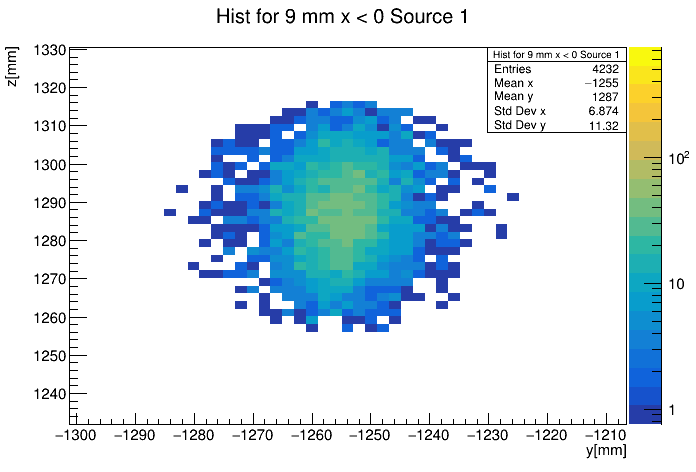 Hist for 9 mm x < 0 Source 1
z[mm]
1330
1320
1310
1300
1290
1280
1270
1260
1250
1240
Hist for 9 mm x < 0 Source 1
Entries 4232
Mean x −1255
Mean y 1287
Std Dev x 6.874
Std Dev y 11.32
10²
10
1
−1300 −1290 −1280 −1270 −1260 −1250 −1240 −1230 −1220 −1210
y[mm]